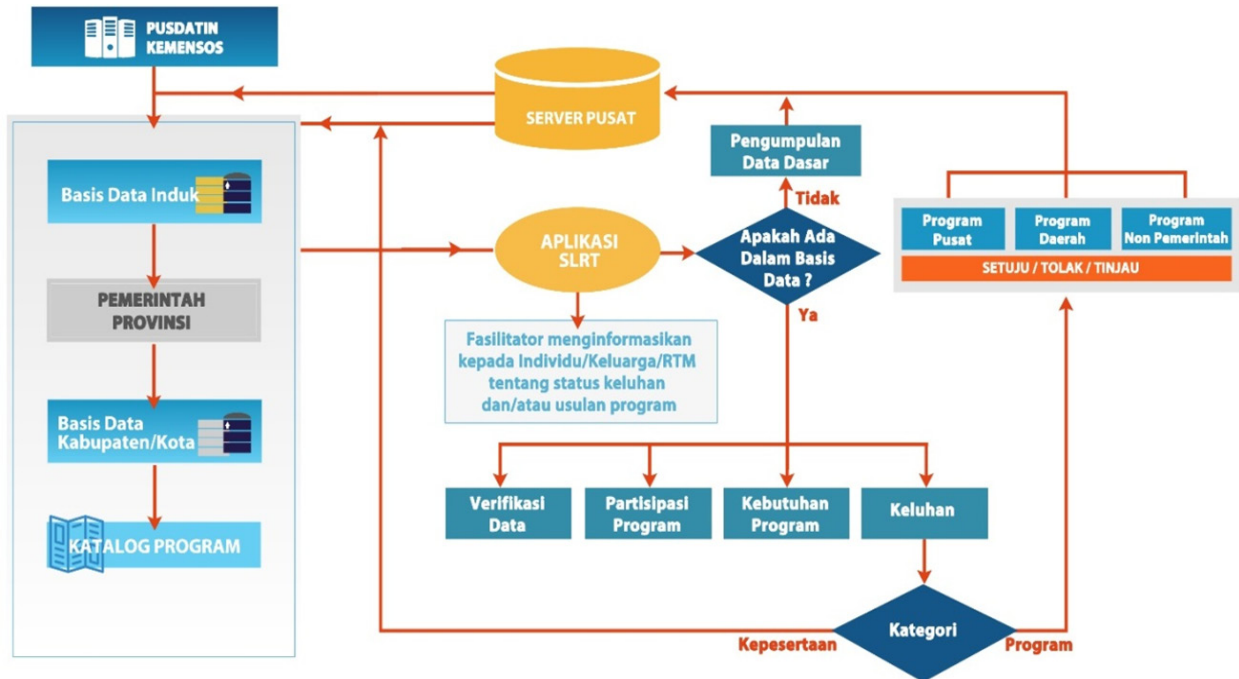 PUSDATIN
KEMENSOS
SERVER PUSAT
Pengumpulan
Data Dasar
Tidak
Basis Data Induk
APLIKASI
SLRT
Apakah Ada
Dalam Basis
Data ?
Ya
Program
Pusat
Program
Daerah
Program
Non Pemerintah
SETUJU / TOLAK / TINJAU
PEMERINTAH
PROVINSI
Fasilitator menginformasikan
kepada Individu/Keluarga/RTM
tentang status keluhan
dan/atau usulan program
Basis Data
Kabupaten/Kota
Verifikasi
Data
Partisipasi
Program
Kebutuhan
Program
Keluhan
KATALOG PROGRAM
Kategori
Kepesertaan
Program